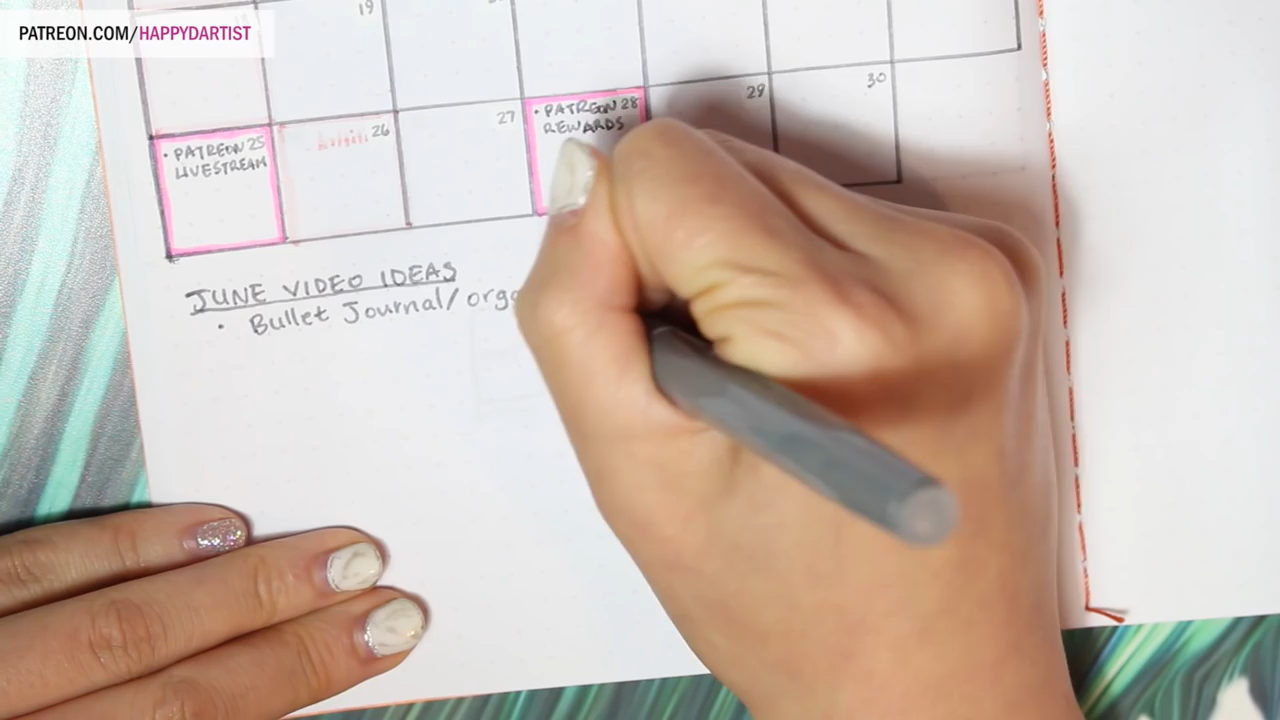 PATREON.COM/HAPPYDARTIST
19
29
30
26
27
• PATREON 28
REWARDS
• PATREON 25
LIVESTREAM
JUNE VIDEO IDEAS
• Bullet Journal/orga